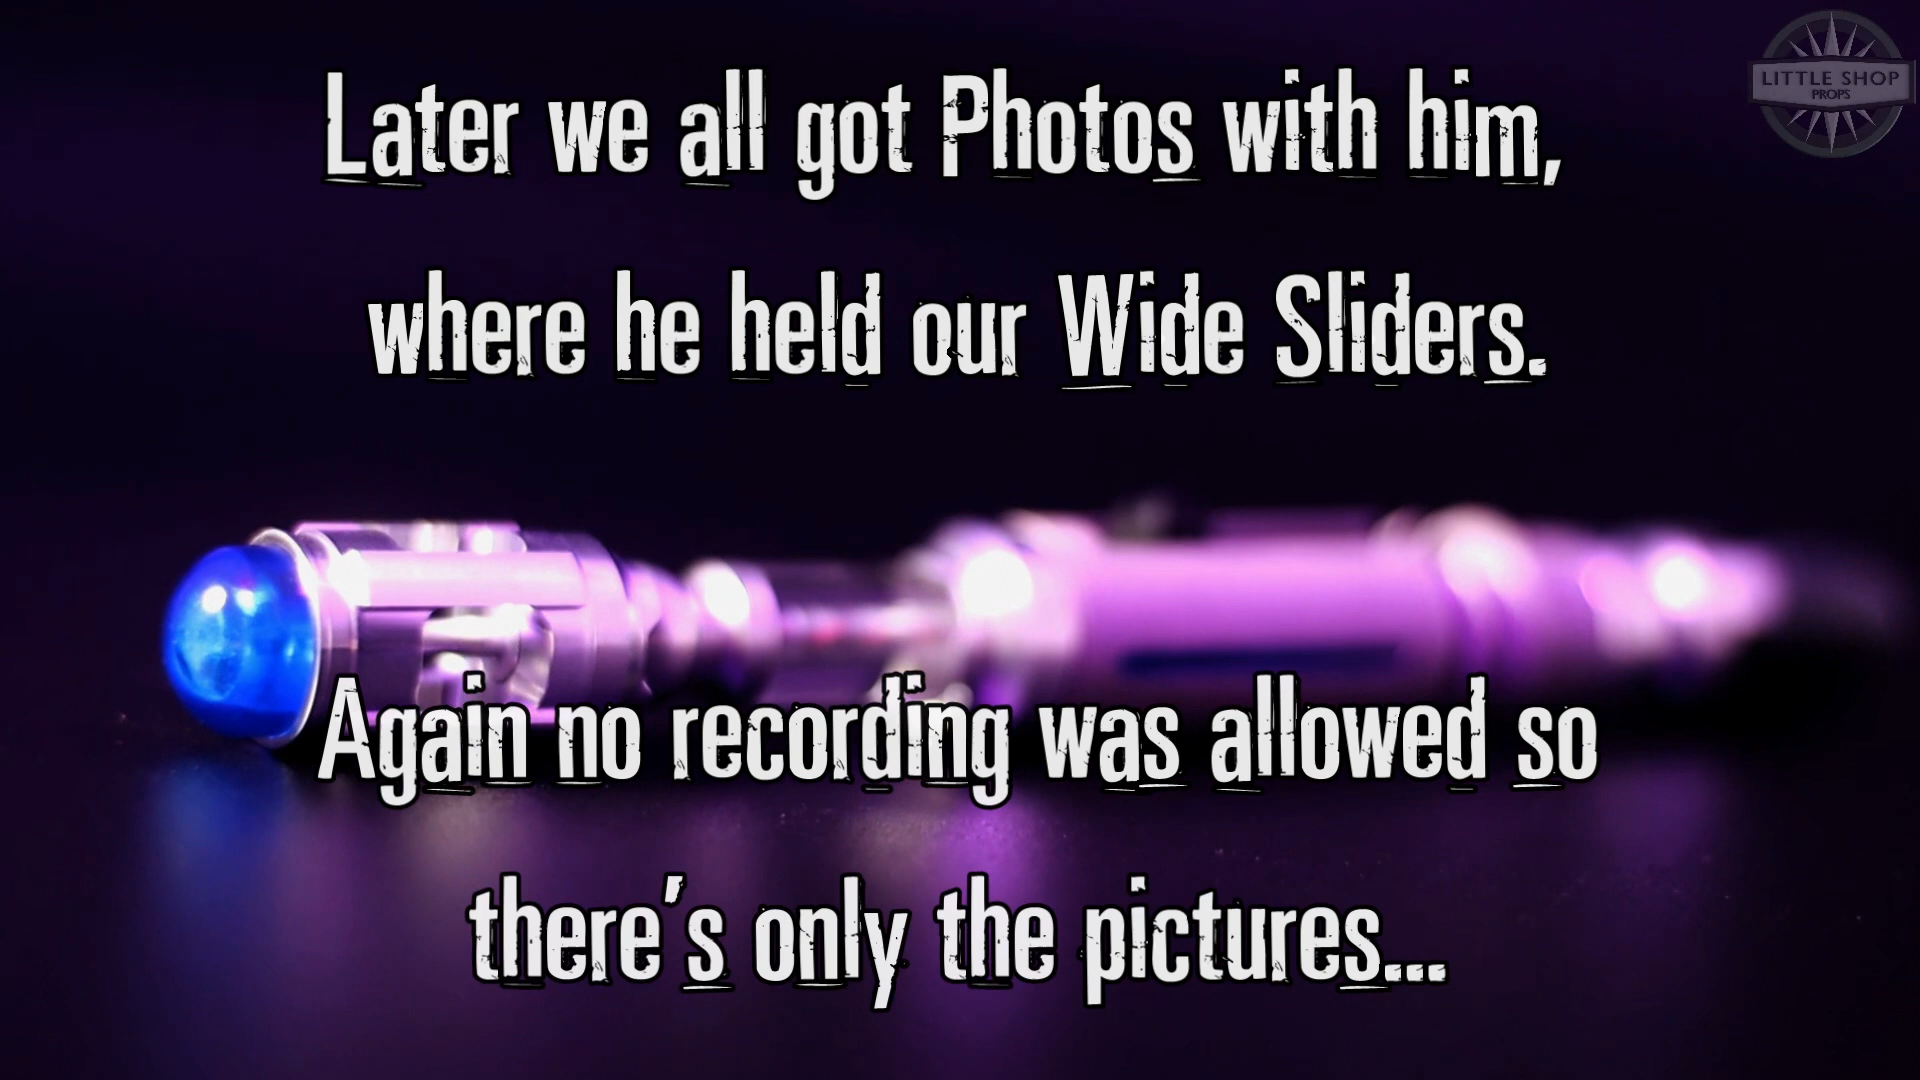 LITTLE SHOP
PROPS
Later we all got Photos with him,
where he held our Wide Sliders.
Again no recording was allowed so
there's only the pictures...